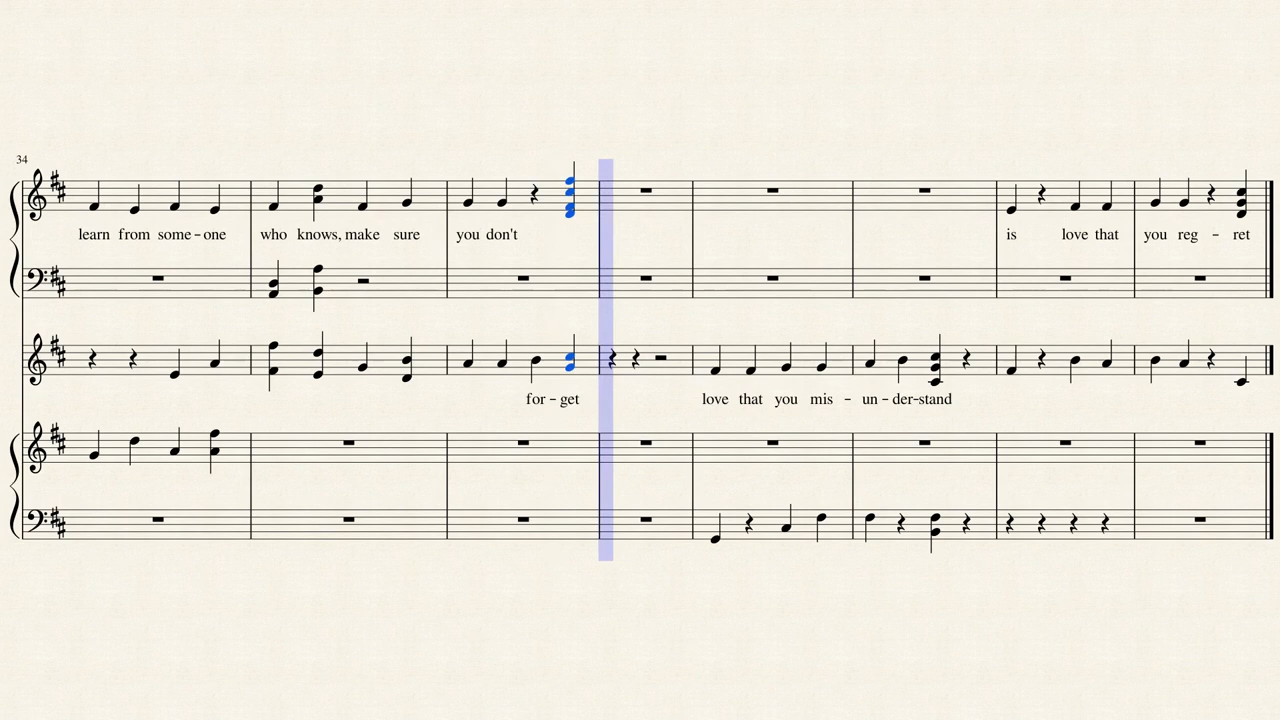 34
learn from some-one who knows, make sure you don't is love that you reg - ret
for-get love that you mis - un-der-stand